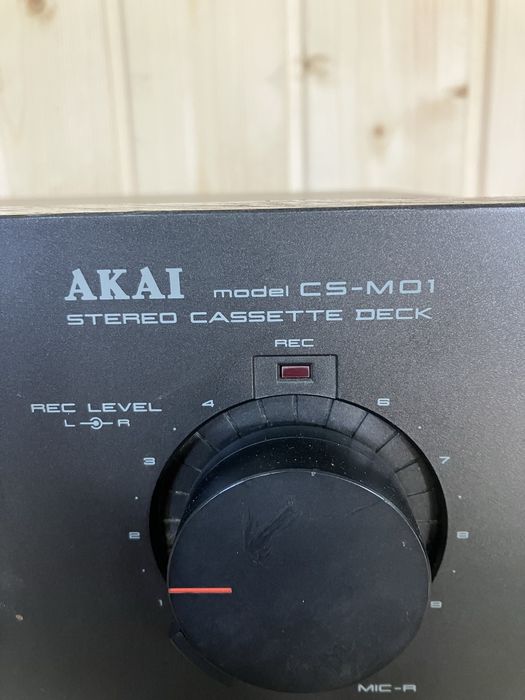 AKAI model CS-M01
STEREO CASSETTE DECK
REC
REC LEVEL
L R
4
6
3
7
2
8
1
9
MIC-R